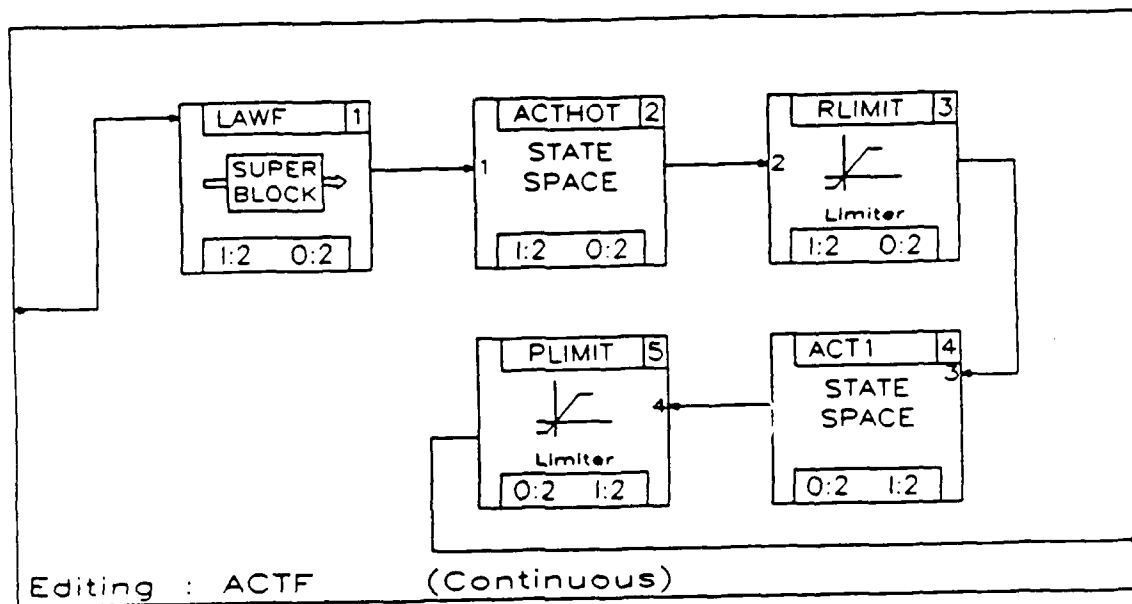 LAWF 1
SUPER
BLOCK
1:2 0:2
ACTHOT 2
1
STATE
SPACE
1:2 0:2
RLIMIT 3
2
Limiter
1:2 0:2
PLIMIT 5
4
Limiter
0:2 1:2
ACT1 4
3
STATE
SPACE
0:2 1:2
Editing : ACTF (Continuous)